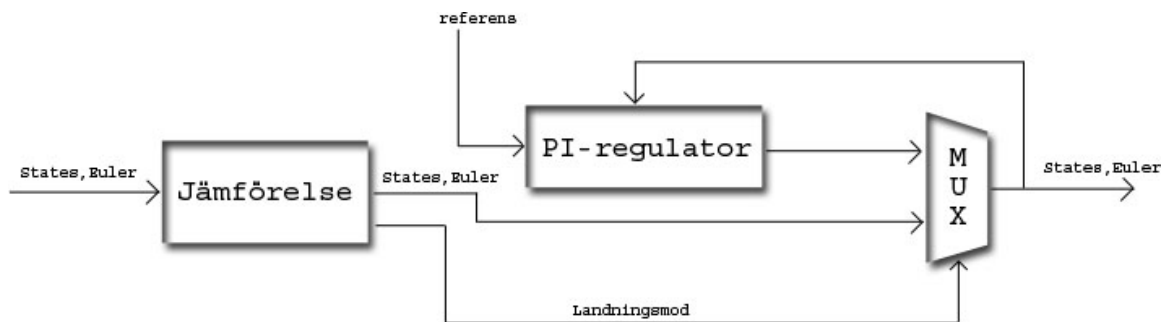 referens
PI-regulator
States,Euler
Jämförelse
States,Euler
M
U
X
States,Euler
Landningsmod